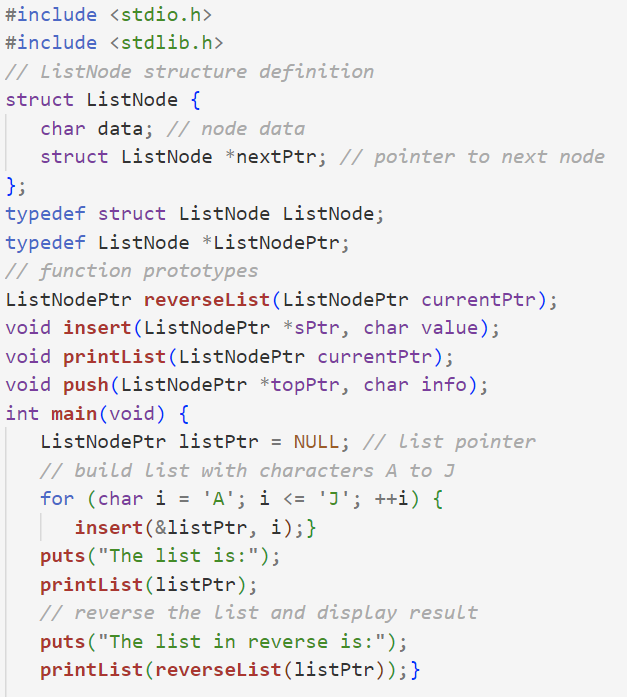 #include <stdio.h>
#include <stdlib.h>
// ListNode structure definition
struct ListNode {
   char data; // node data
   struct ListNode *nextPtr; // pointer to next node
};
typedef struct ListNode ListNode;
typedef ListNode *ListNodePtr;
// function prototypes
ListNodePtr reverseList(ListNodePtr currentPtr);
void insert(ListNodePtr *sPtr, char value);
void printList(ListNodePtr currentPtr);
void push(ListNodePtr *topPtr, char info);
int main(void) {
   ListNodePtr listPtr = NULL; // list pointer
   // build list with characters A to J
   for (char i = 'A'; i <= 'J'; ++i) {
      insert(&listPtr, i);}
   puts("The list is:");
   printList(listPtr);
   // reverse the list and display result
   puts("The list in reverse is:");
   printList(reverseList(listPtr));}